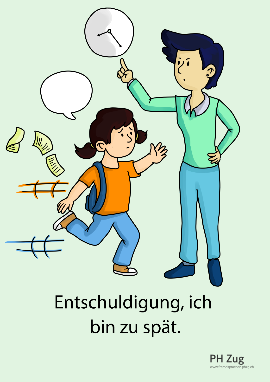 Entschuldigung, ich
bin zu spät.
PH Zug